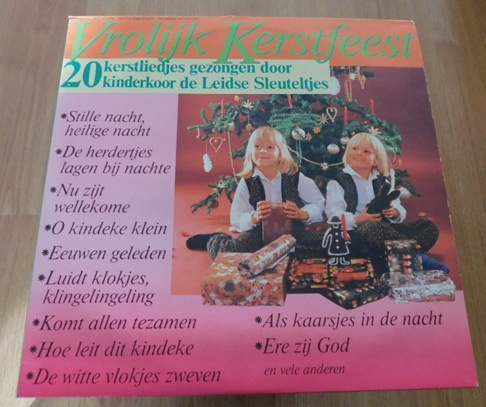 Vrolijk Kerstfeest
20 kerstliedjes gezongen door
kinderkoor de Leidse Sleuteltjes
*Stille nacht,
heilige nacht
*De herdertjes
lagen bij nachte
*Nu zijt
wellekome
*O kindeke klein
*Eeuwen geleden
*Luidt klokjes,
klingelingeling
*Komt allen tezamen
*Hoe leit dit kindeke
*De witte vlokjes zweven
*Als kaarsjes in de nacht
*Ere zij God
en vele anderen